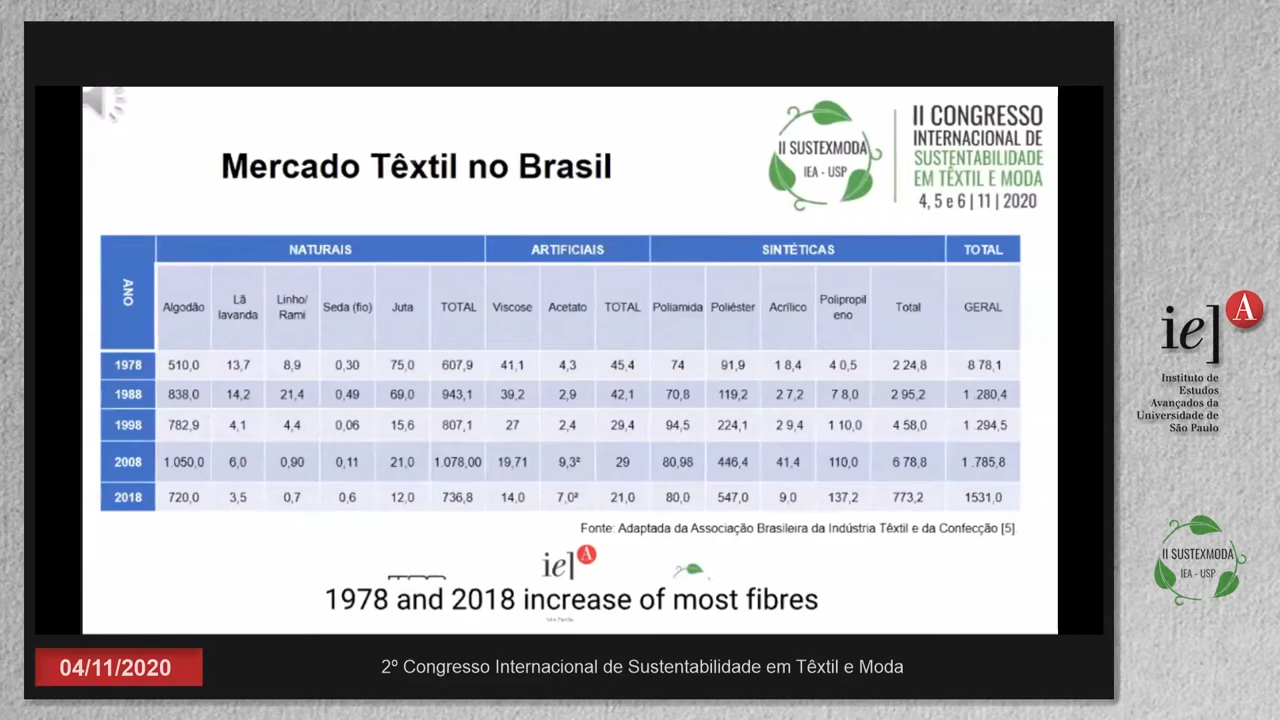 Mercado Têxtil no Brasil
II SUSTEXMODA
IEA - USP
II CONGRESSO
INTERNACIONAL DE
SUSTENTABILIDADE
EM TÊXTIL E MODA
4, 5 e 6 | 11 | 2020
ANO NATURAIS ARTIFICIAIS SINTÉTICAS TOTAL
Algodão Lã lavanda Linho/ Rami Seda (fio) Juta TOTAL Viscose Acetato TOTAL Poliamida Poliéster Acrílico Polipropil eno Total GERAL
1978 510,0 13,7 8,9 0,30 75,0 607,9 41,1 4,3 45,4 74 91,9 1 8,4 4 0,5 2 24,8 8 78,1
1988 838,0 14,2 21,4 0,49 69,0 943,1 39,2 2,9 42,1 70,8 119,2 2 7,2 7 8,0 2 95,2 1 .280,4
1998 782,9 4,1 4,4 0,06 15,6 807,1 27 2,4 29,4 94,5 224,1 2 9,4 1 10,0 4 58,0 1 .294,5
2008 1.050,0 6,0 0,90 0,11 21,0 1.078,00 19,71 9,3² 29 80,98 446,4 41,4 110,0 6 78,8 1 .785,8
2018 720,0 3,5 0,7 0,6 12,0 736,8 14,0 7,0² 21,0 80,0 547,0 9,0 137,2 773,2 1531,0
Fonte: Adaptada da Associação Brasileira da Indústria Têxtil e da Confecção [5]
ie] A
1978 and 2018 increase of most fibres
04/11/2020
2º Congresso Internacional de Sustentabilidade em Têxtil e Moda
ie] A
Instituto de
Estudos
Avançados da
Universidade de
São Paulo
II SUSTEXMODA
IEA - USP